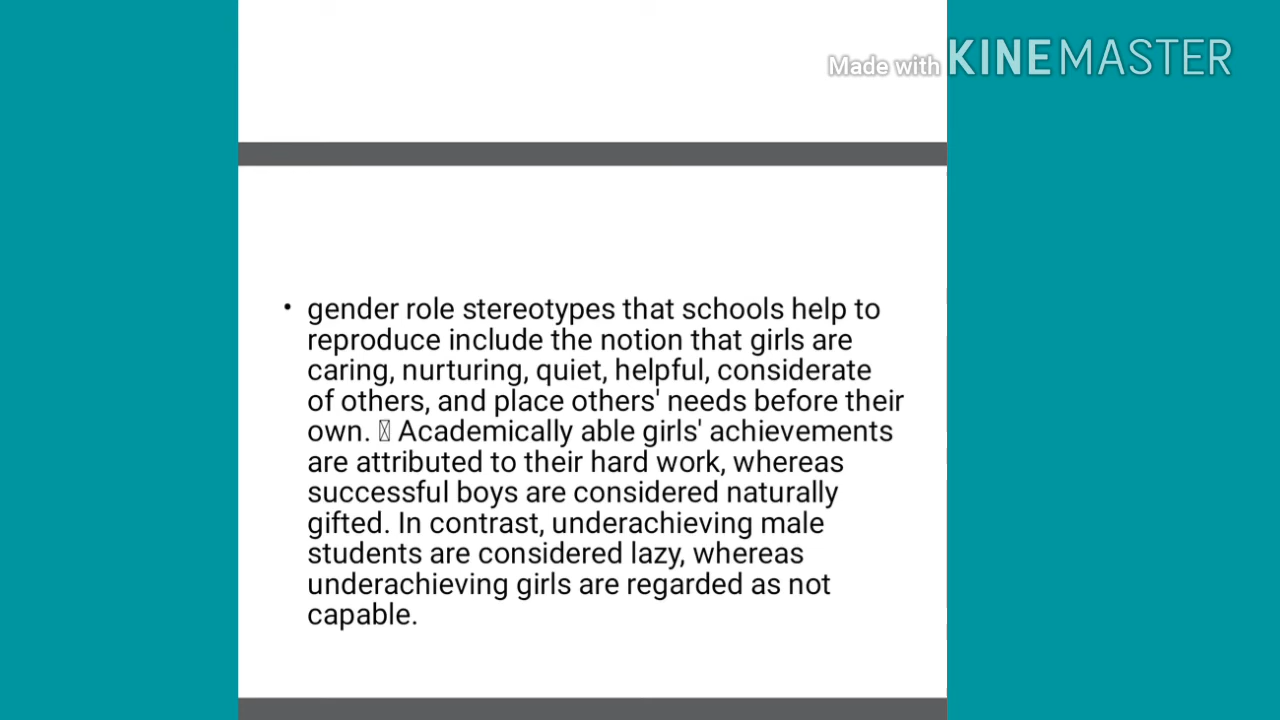 Made with KINEMASTER
• gender role stereotypes that schools help to
reproduce include the notion that girls are
caring, nurturing, quiet, helpful, considerate
of others, and place others' needs before their
own. Academically able girls' achievements
are attributed to their hard work, whereas
successful boys are considered naturally
gifted. In contrast, underachieving male
students are considered lazy, whereas
underachieving girls are regarded as not
capable.